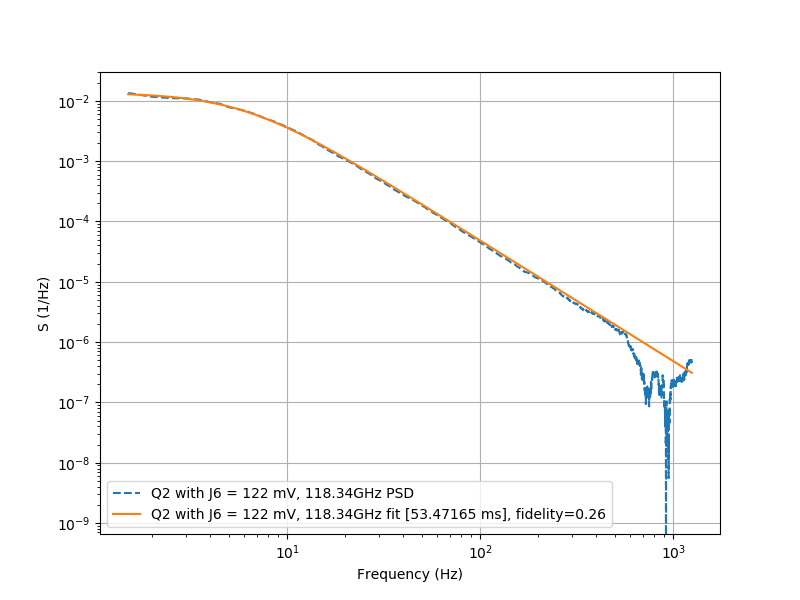 10⁻²
10⁻³
10⁻⁴
10⁻⁵
10⁻⁶
10⁻⁷
10⁻⁸
10⁻⁹
S (1/Hz)
Q2 with J6 = 122 mV, 118.34GHz PSD
Q2 with J6 = 122 mV, 118.34GHz fit [53.47165 ms], fidelity=0.26
10¹ 10² 10³
Frequency (Hz)